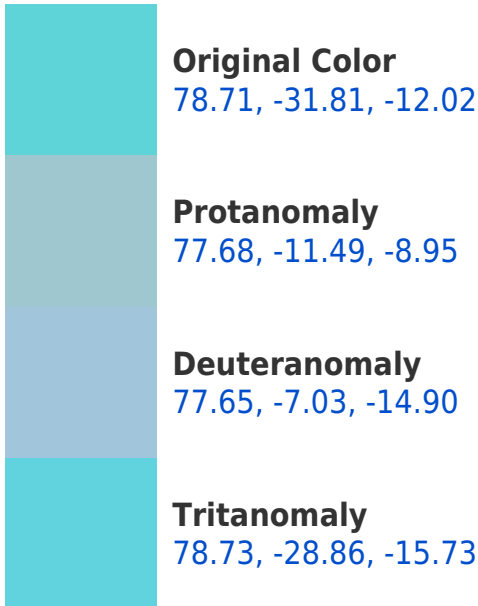 Original Color
78.71, -31.81, -12.02
Protanomaly
77.68, -11.49, -8.95
Deuteranomaly
77.65, -7.03, -14.90
Tritanomaly
78.73, -28.86, -15.73